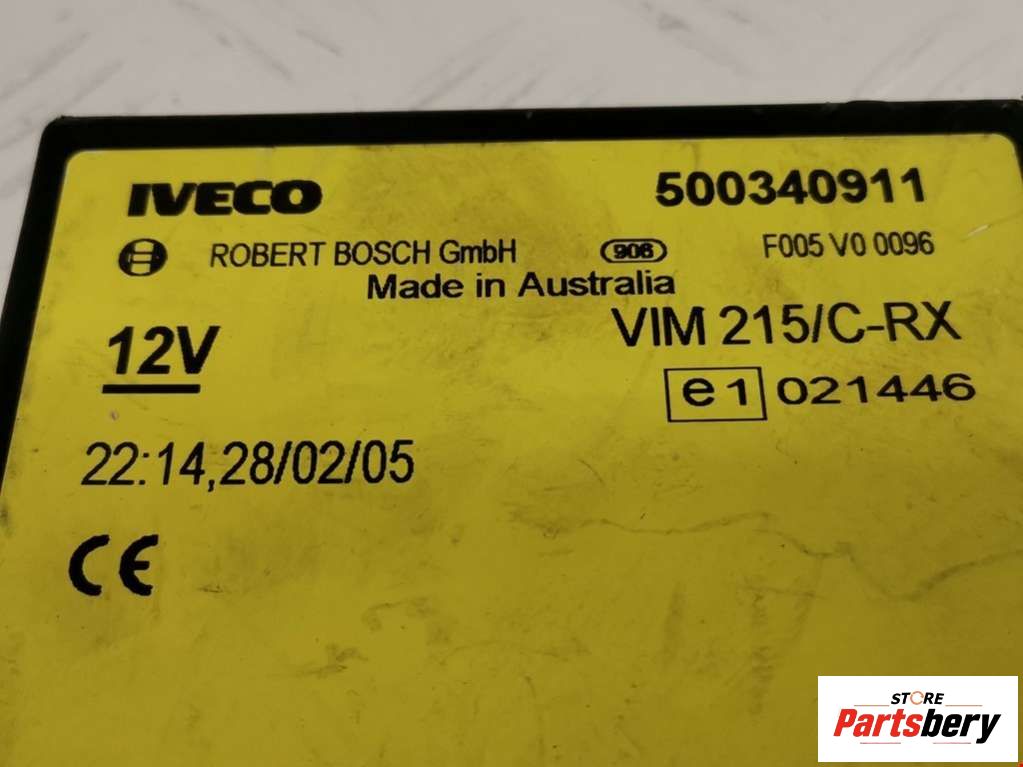 IVECO 500340911
ROBERT BOSCH GmbH 906 F005 V0 0096
Made in Australia
12V VIM 215/C-RX
e1 021446
22:14,28/02/05
CE
STORE
Partsbery